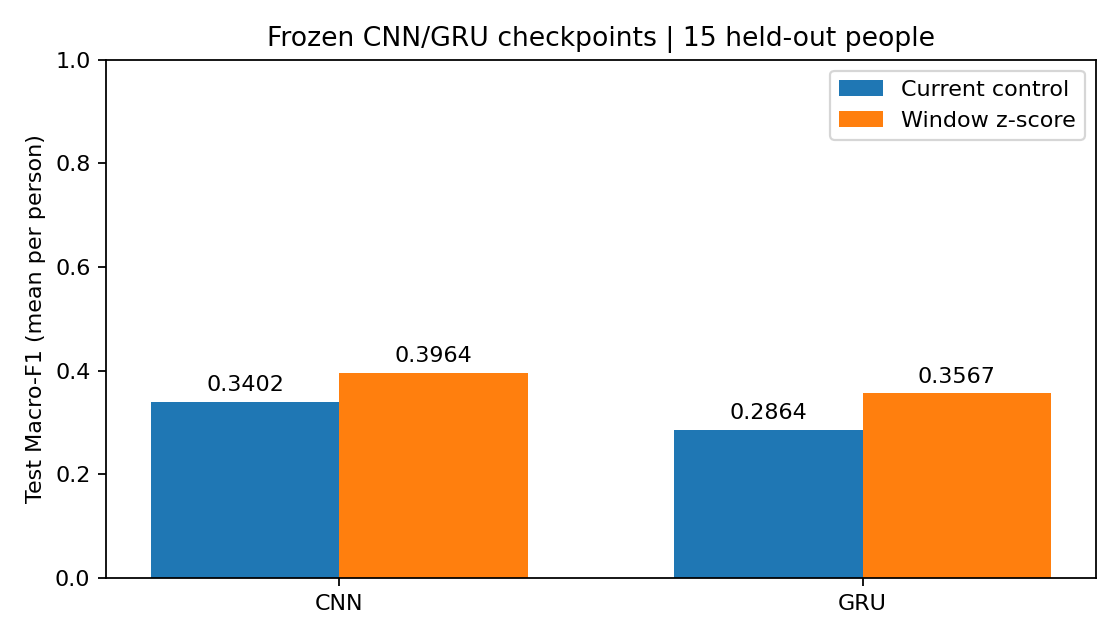 Frozen CNN/GRU checkpoints | 15 held-out people
Test Macro-F1 (mean per person)
1.0
0.8
0.6
0.4
0.2
0.0
Current control
Window z-score
0.3402
0.3964
0.2864
0.3567
CNN
GRU